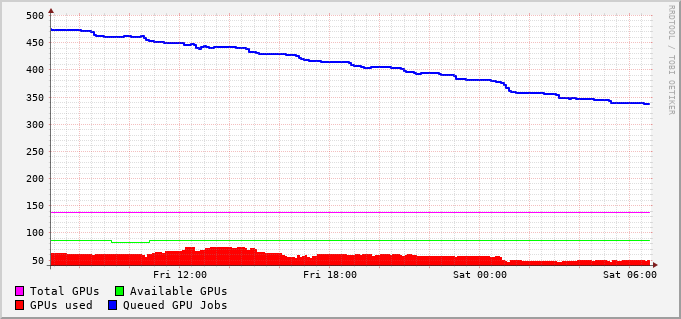 500
450
400
350
300
250
200
150
100
50
Fri 12:00 Fri 18:00 Sat 00:00 Sat 06:00
Total GPUs Available GPUs
GPUs used Queued GPU Jobs
RRDTOOL / TOBI OETIKER